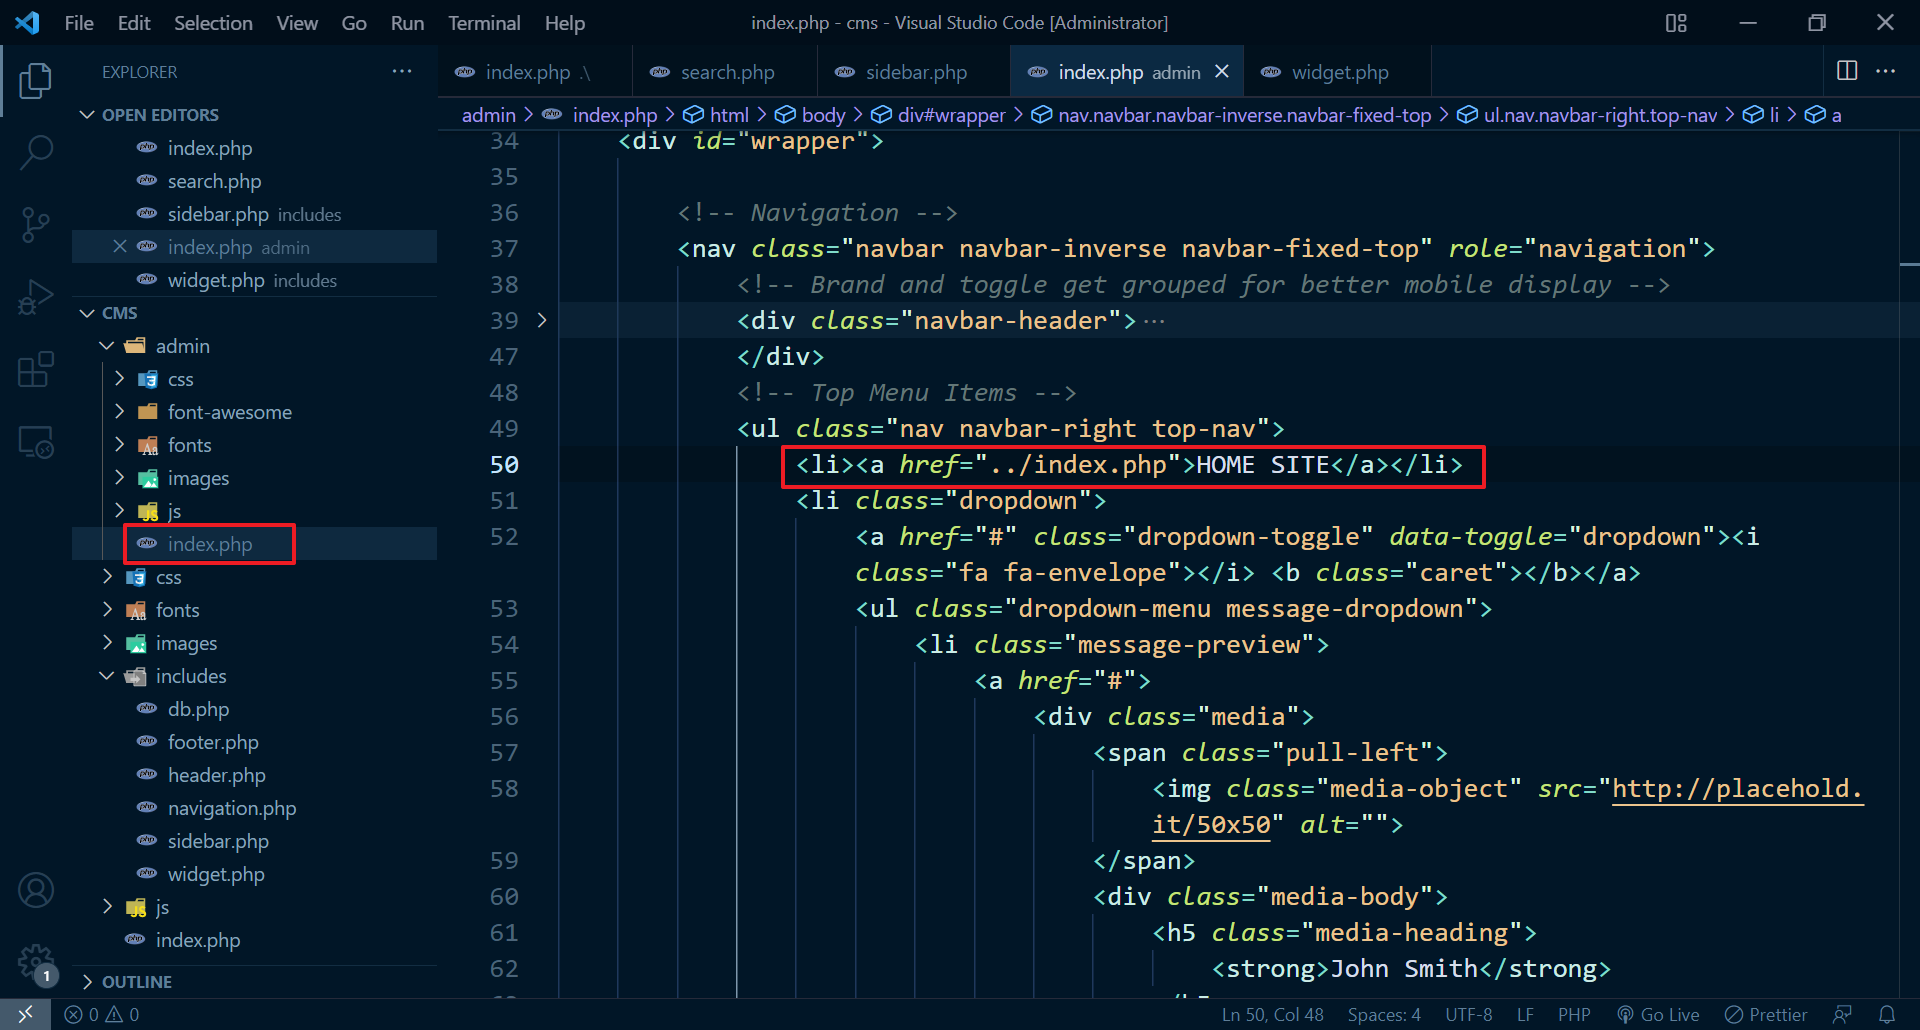 File Edit Selection View Go Run Terminal Help
index.php - cms - Visual Studio Code [Administrator]
EXPLORER ···
OPEN EDITORS
index.php
search.php
sidebar.php includes
index.php admin
widget.php includes
CMS
admin
css
font-awesome
fonts
images
js
index.php
css
fonts
images
includes
db.php
footer.php
header.php
navigation.php
sidebar.php
widget.php
js
index.php
OUTLINE
1
index.php .\ search.php sidebar.php index.php admin widget.php
admin > index.php > html > body > div#wrapper > nav.navbar.navbar-inverse.navbar-fixed-top > ul.nav.navbar-right.top-nav > li > a
34 <div id="wrapper">
35
36 <!-- Navigation -->
37 <nav class="navbar navbar-inverse navbar-fixed-top" role="navigation">
38 <!-- Brand and toggle get grouped for better mobile display -->
39 <div class="navbar-header">···
47 </div>
48 <!-- Top Menu Items -->
49 <ul class="nav navbar-right top-nav">
50 <li><a href="../index.php">HOME SITE</a></li>
51 <li class="dropdown">
52 <a href="#" class="dropdown-toggle" data-toggle="dropdown"><i
class="fa fa-envelope"></i> <b class="caret"></b></a>
53 <ul class="dropdown-menu message-dropdown">
54 <li class="message-preview">
55 <a href="#">
56 <div class="media">
57 <span class="pull-left">
58 <img class="media-object" src="http://placehold.
it/50x50" alt="">
59 </span>
60 <div class="media-body">
61 <h5 class="media-heading">
62 <strong>John Smith</strong>
0 0 Ln 50, Col 48 Spaces: 4 UTF-8 LF PHP Go Live Prettier